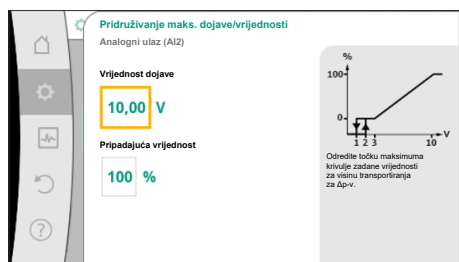 Pridruživanje maks. dojave/vrijednosti
Analogni ulaz (AI2)
Vrijednost dojave
10,00 V
Pripadajuća vrijednost
100 %
%
100
0
1 2 3 10 V
Odredite točku maksimuma
krivulje zadane vrijednosti
za visinu transportiranja
za Δp-v.
?